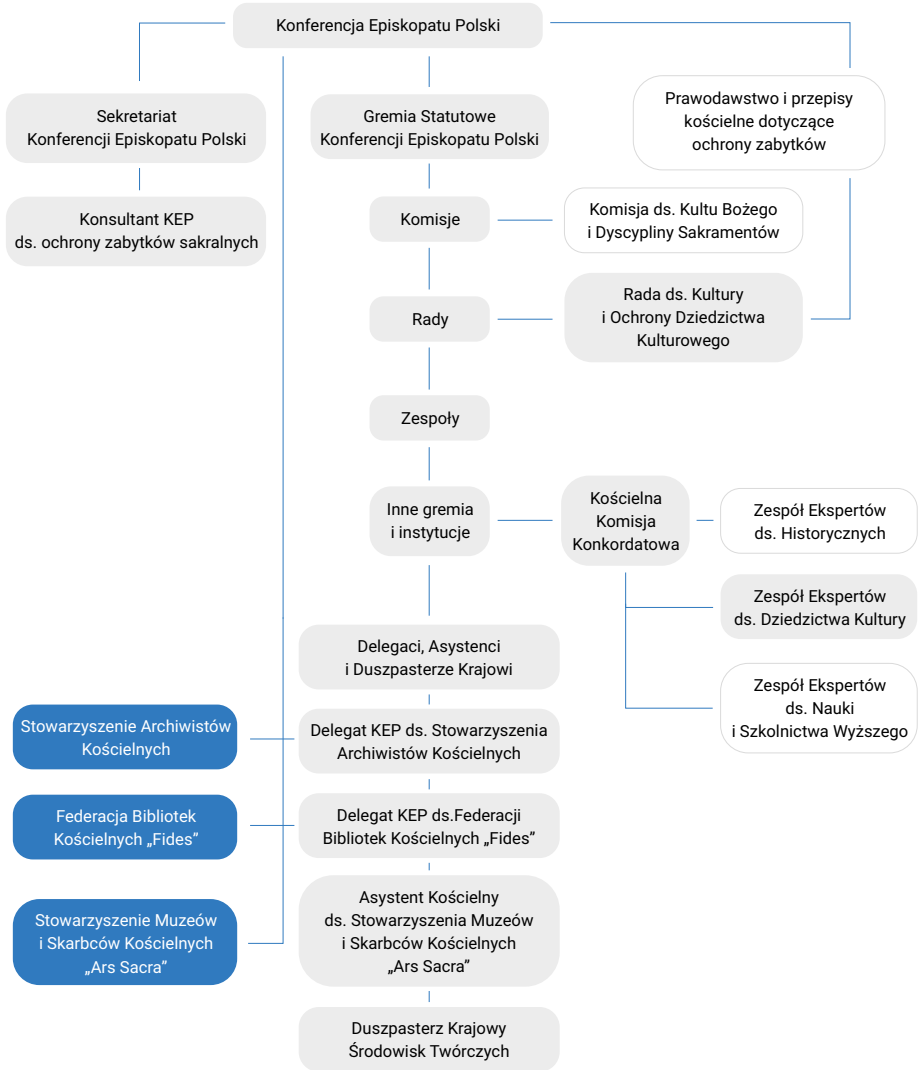 Konferencja Episkopatu Polski
Sekretariat
Konferencji Episkopatu Polski
Gremia Statutowe
Konferencji Episkopatu Polski
Prawodawstwo i przepisy
kościelne dotyczące
ochrony zabytków
Konsultant KEP
ds. ochrony zabytków sakralnych
Komisje
Komisja ds. Kultu Bożego
i Dyscypliny Sakramentów
Rady
Rada ds. Kultury
i Ochrony Dziedzictwa
Kulturowego
Zespoły
Inne gremia
i instytucje
Kościelna
Komisja
Konkordatowa
Zespół Ekspertów
ds. Historycznych
Zespół Ekspertów
ds. Dziedzictwa Kultury
Zespół Ekspertów
ds. Nauki
i Szkolnictwa Wyższego
Delegaci, Asystenci
i Duszpasterze Krajowi
Stowarzyszenie Archiwistów
Kościelnych
Delegat KEP ds. Stowarzyszenia
Archiwistów Kościelnych
Federacja Bibliotek
Kościelnych „Fides”
Delegat KEP ds.Federacji
Bibliotek Kościelnych „Fides”
Stowarzyszenie Muzeów
i Skarbców Kościelnych
„Ars Sacra”
Asystent Kościelny
ds. Stowarzyszenia Muzeów
i Skarbców Kościelnych
„Ars Sacra”
Duszpasterz Krajowy
Środowisk Twórczych